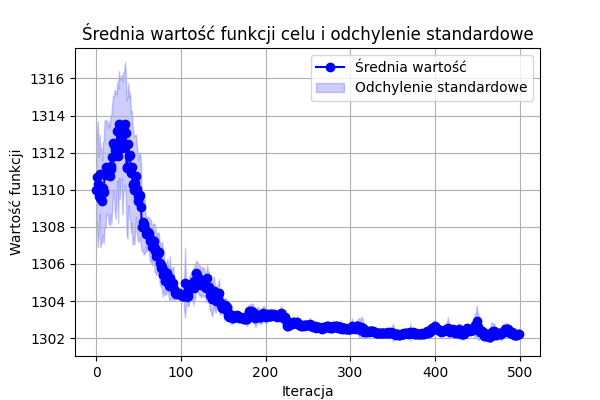 Średnia wartość funkcji celu i odchylenie standardowe
Średnia wartość
Odchylenie standardowe
Wartość funkcji
1316
1314
1312
1310
1308
1306
1304
1302
0
100
200
300
400
500
Iteracja